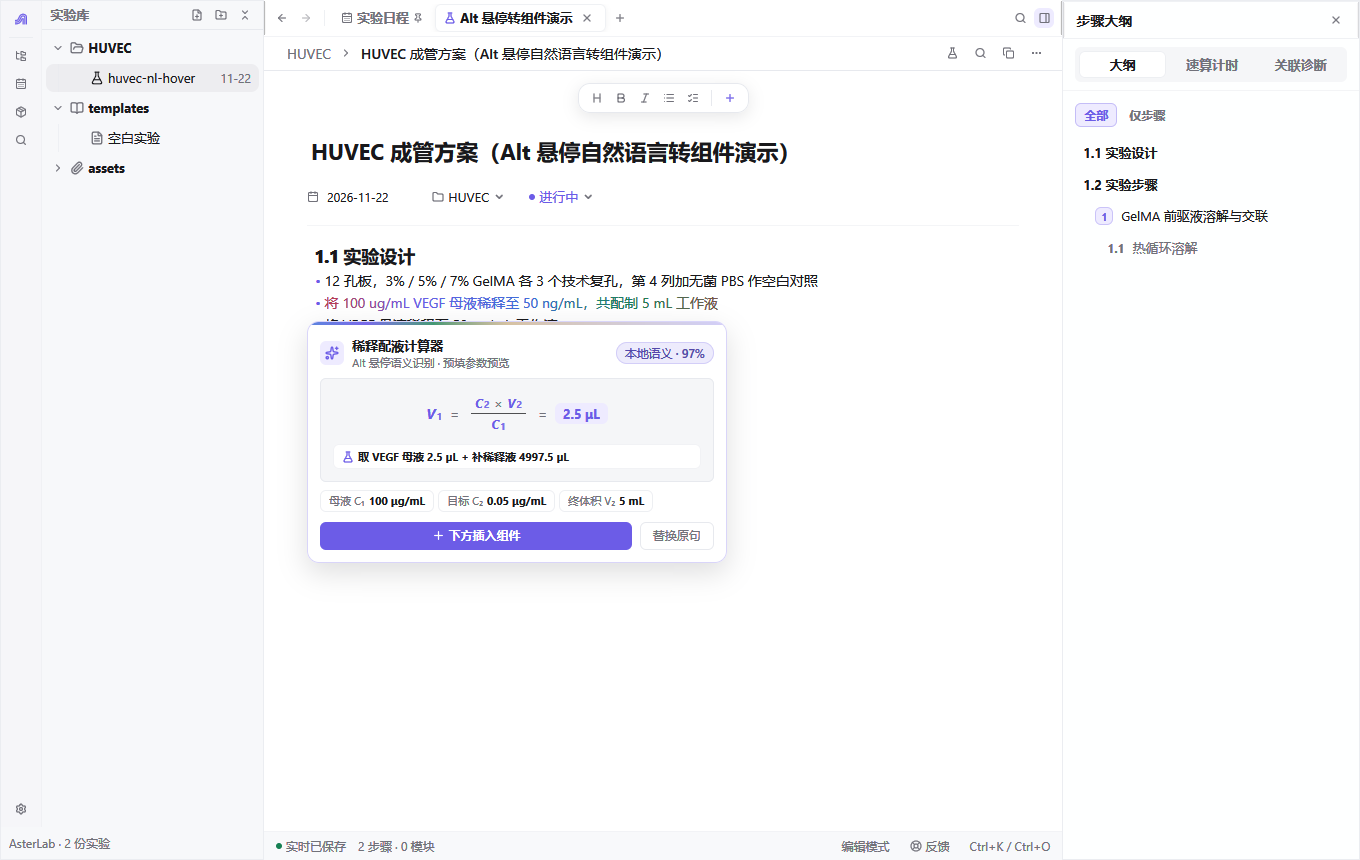 实验库
HUVEC
huvec-nl-hover 11-22
templates
空白实验
assets
AsterLab · 2 份实验
实验日程
Alt 悬停转组件演示
HUVEC > HUVEC 成管方案（Alt 悬停自然语言转组件演示）
H B I
HUVEC 成管方案（Alt 悬停自然语言转组件演示）
2026-11-22 HUVEC 进行中
1.1 实验设计
• 12 孔板，3% / 5% / 7% GelMA 各 3 个技术复孔，第 4 列加无菌 PBS 作空白对照
• 将 100 ug/mL VEGF 母液稀释至 50 ng/mL，共配制 5 mL 工作液
稀释配液计算器
Alt 悬停语义识别 · 预填参数预览
本地语义 · 97%
V₁ = C₂ × V₂ / C₁ = 2.5 μL
取 VEGF 母液 2.5 μL + 补稀释液 4997.5 μL
母液 C₁ 100 μg/mL 目标 C₂ 0.05 μg/mL 终体积 V₂ 5 mL
+ 下方插入组件 替换原句
实时已保存 2 步骤 · 0 模块 编辑模式 反馈 Ctrl+K / Ctrl+O
步骤大纲
大纲 速算计时 关联诊断
全部 仅步骤
1.1 实验设计
1.2 实验步骤
1 GelMA 前驱液溶解与交联
1.1 热循环溶解